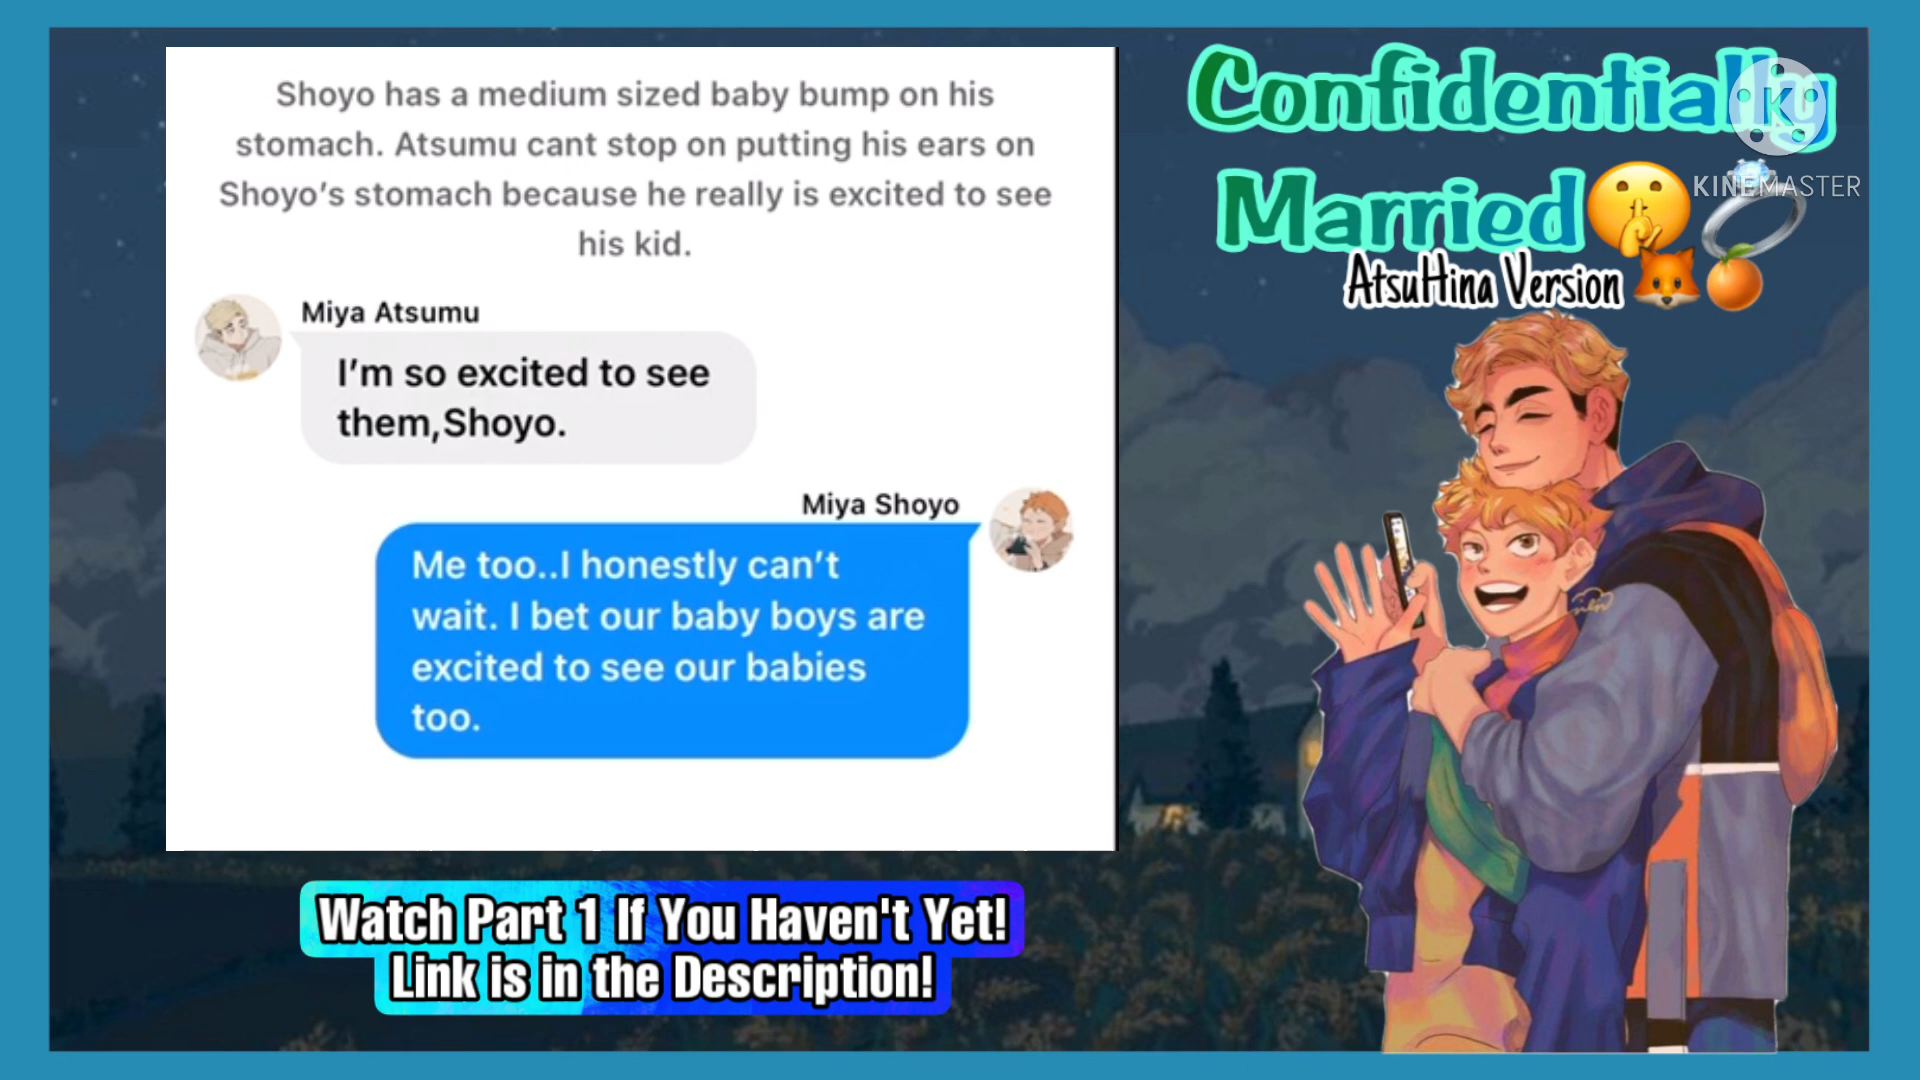 Shoyo has a medium sized baby bump on his
stomach. Atsumu cant stop on putting his ears on
Shoyo’s stomach because he really is excited to see
his kid.
Miya Atsumu
I’m so excited to see
them,Shoyo.
Miya Shoyo
Me too..I honestly can’t
wait. I bet our baby boys are
excited to see our babies
too.
Confidentially
Married
AtsuHina Version
K
KINEMASTER
Watch Part 1 If You Haven't Yet!
Link is in the Description!